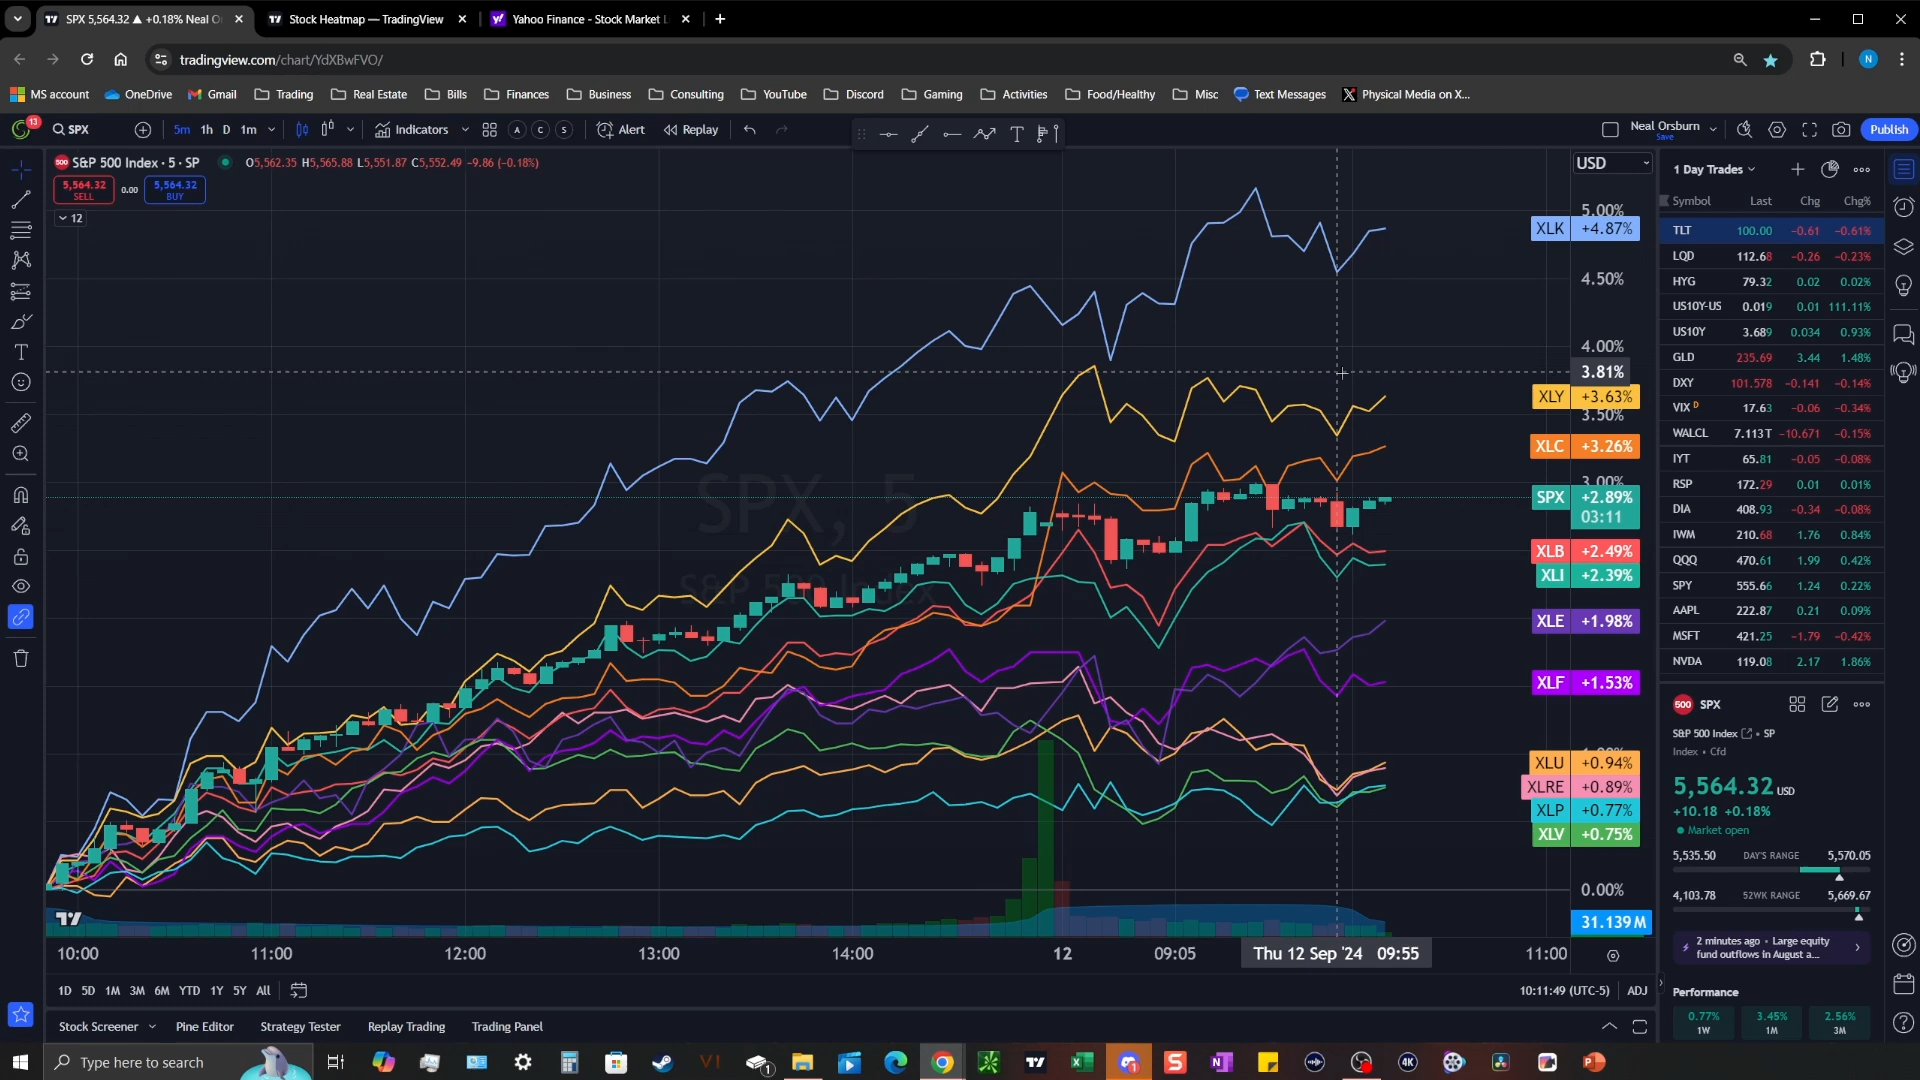 SPX 5,564.32 ▲ +0.18% Neal O
Stock Heatmap — TradingView
Yahoo Finance - Stock Market L
tradingview.com/chart/YdXBwFVO/
N
MS account
OneDrive
Gmail
Trading
Real Estate
Bills
Finances
Business
Consulting
YouTube
Discord
Gaming
Activities
Food/Healthy
Misc
Text Messages
Physical Media on X...
13
SPX
5m 1h D 1m
Indicators
A C S
Alert
Replay
T
Neal Orsburn
Save
Publish
500 S&P 500 Index · 5 · SP
O5,562.35 H5,565.88 L5,551.87 C5,552.49 −9.86 (−0.18%)
5,564.32
SELL
0.00
5,564.32
BUY
12
SPX, 5
S&P 500 Index
USD
5.00%
XLK +4.87%
4.50%
4.00%
3.81%
XLY +3.63%
3.50%
XLC +3.26%
3.00%
SPX +2.89%
03:11
XLB +2.49%
XLI +2.39%
XLE +1.98%
XLF +1.53%
XLU +0.94%
XLRE +0.89%
XLP +0.77%
XLV +0.75%
0.00%
31.139 M
10:00 11:00 12:00 13:00 14:00 12 09:05 Thu 12 Sep '24 09:55 11:00
1D 5D 1M 3M 6M YTD 1Y 5Y All
10:11:49 (UTC-5) ADJ
Stock Screener
Pine Editor
Strategy Tester
Replay Trading
Trading Panel
1 Day Trades
Symbol Last Chg Chg%
TLT 100.00 −0.61 −0.61%
LQD 112.68 −0.26 −0.23%
HYG 79.32 0.02 0.02%
US10Y-US 0.019 0.01 111.11%
US10Y 3.689 0.034 0.93%
GLD 235.69 3.44 1.48%
DXY 101.578 −0.141 −0.14%
VIX D 17.63 −0.06 −0.34%
WALCL 7.113T −10.671 −0.15%
IYT 65.81 −0.05 −0.08%
RSP 172.29 0.01 0.01%
DIA 408.93 −0.34 −0.08%
IWM 210.68 1.76 0.84%
QQQ 470.61 1.99 0.42%
SPY 555.66 1.24 0.22%
AAPL 222.87 0.21 0.09%
MSFT 421.25 −1.79 −0.42%
NVDA 119.08 2.17 1.86%
500 SPX
S&P 500 Index • SP
Index • Cfd
5,564.32 USD
+10.18 +0.18%
Market open
5,535.50 DAY'S RANGE 5,570.05
4,103.78 52WK RANGE 5,669.67
2 minutes ago • Large equity
fund outflows in August a...
Performance
0.77% 3.45% 2.56%
1W 1M 3M
Type here to search